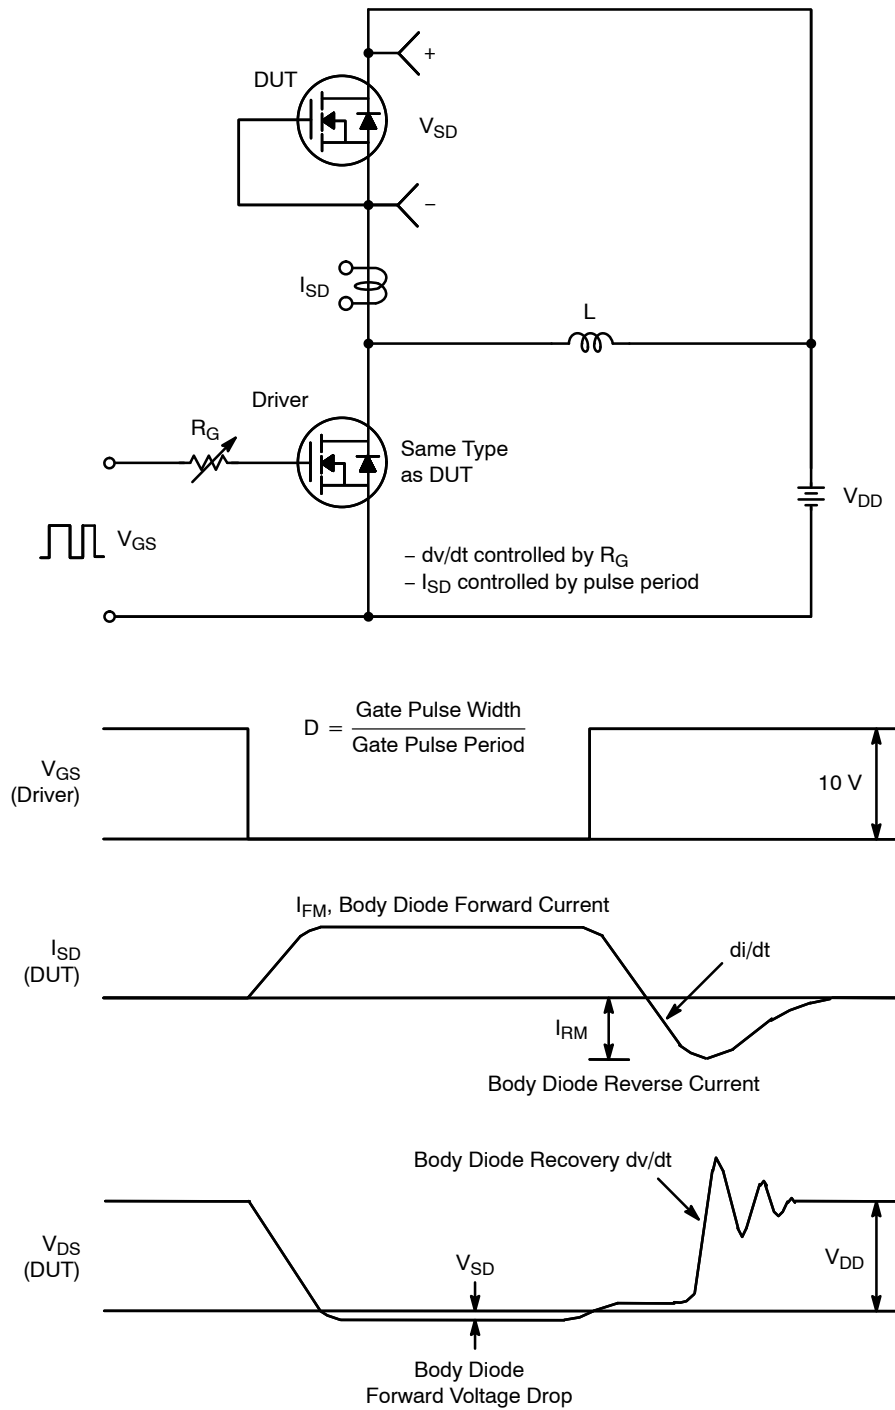 +
DUT
V_SD
−
I_SD
L
Driver
R_G
Same Type
as DUT
V_DD
V_GS
− dv/dt controlled by R_G
− I_SD controlled by pulse period
D = Gate Pulse Width
Gate Pulse Period
V_GS
(Driver)
10 V
I_FM, Body Diode Forward Current
I_SD
(DUT)
di/dt
I_RM
Body Diode Reverse Current
Body Diode Recovery dv/dt
V_DS
(DUT)
V_SD
V_DD
Body Diode
Forward Voltage Drop